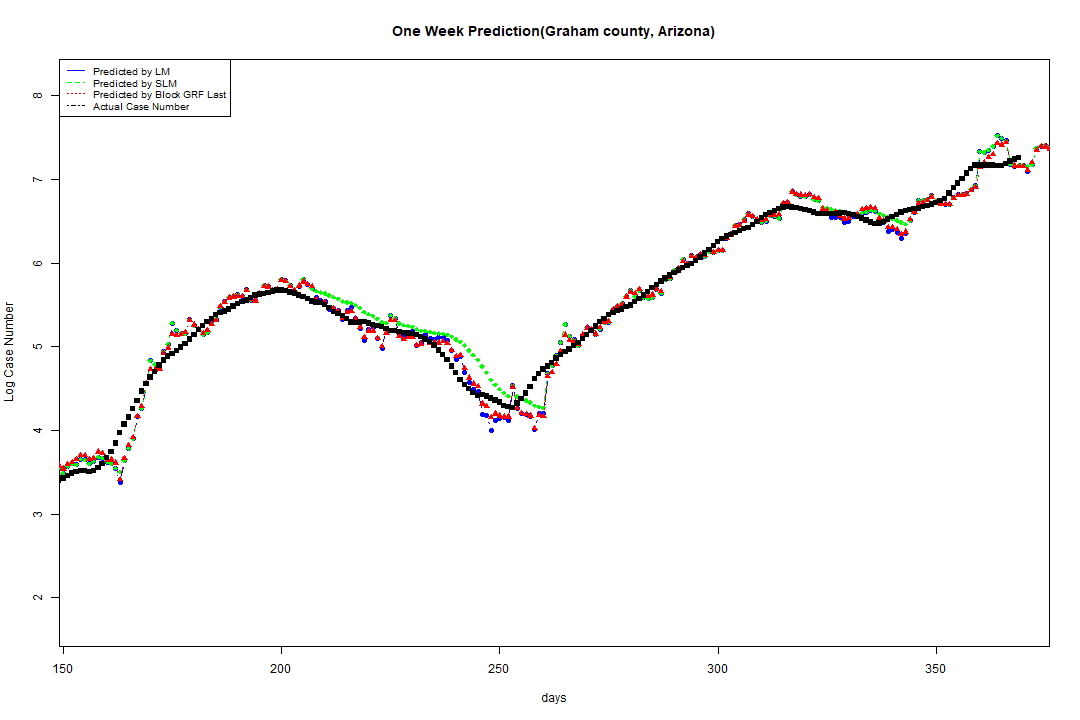 One Week Prediction(Graham county, Arizona)
Predicted by LM
Predicted by SLM
Predicted by Block GRF Last
Actual Case Number
8
7
6
5
4
3
2
Log Case Number
150 200 250 300 350
days